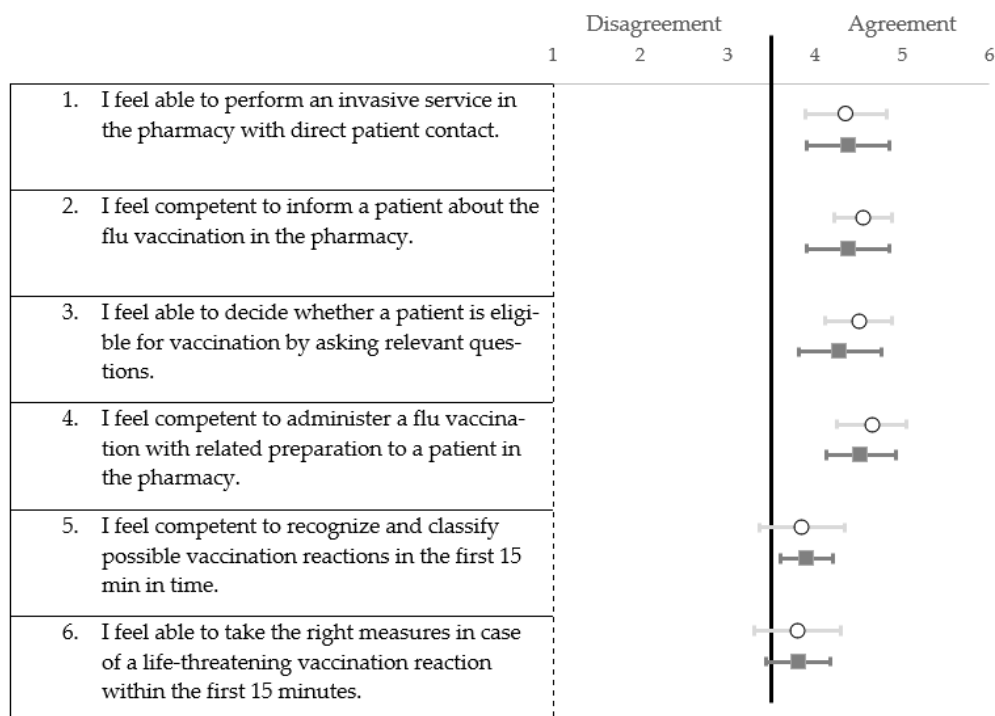 Disagreement Agreement
1 2 3 4 5 6
1. I feel able to perform an invasive service in
the pharmacy with direct patient contact.
2. I feel competent to inform a patient about the
flu vaccination in the pharmacy.
3. I feel able to decide whether a patient is eligi-
ble for vaccination by asking relevant ques-
tions.
4. I feel competent to administer a flu vaccina-
tion with related preparation to a patient in
the pharmacy.
5. I feel competent to recognize and classify
possible vaccination reactions in the first 15
min in time.
6. I feel able to take the right measures in case
of a life-threatening vaccination reaction
within the first 15 minutes.